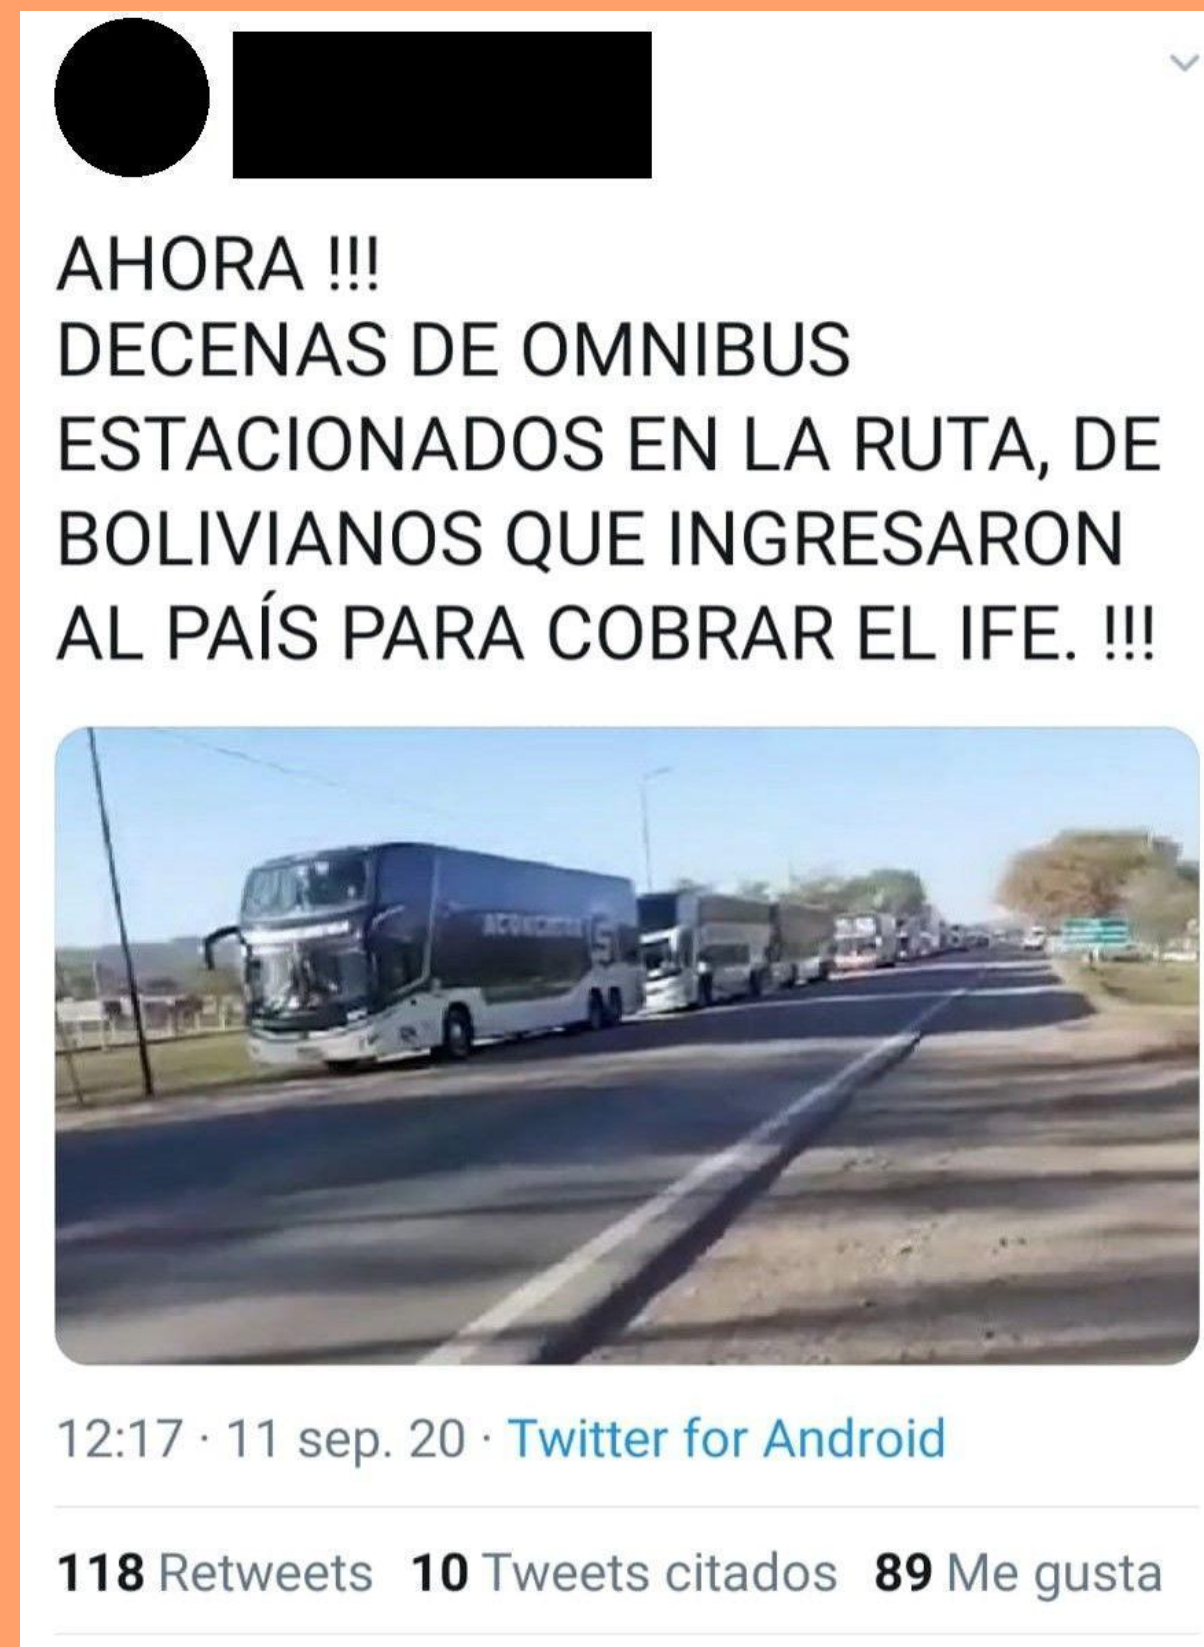 AHORA !!!
DECENAS DE OMNIBUS
ESTACIONADOS EN LA RUTA, DE
BOLIVIANOS QUE INGRESARON
AL PAÍS PARA COBRAR EL IFE. !!!
12:17 · 11 sep. 20 · Twitter for Android
118 Retweets 10 Tweets citados 89 Me gusta